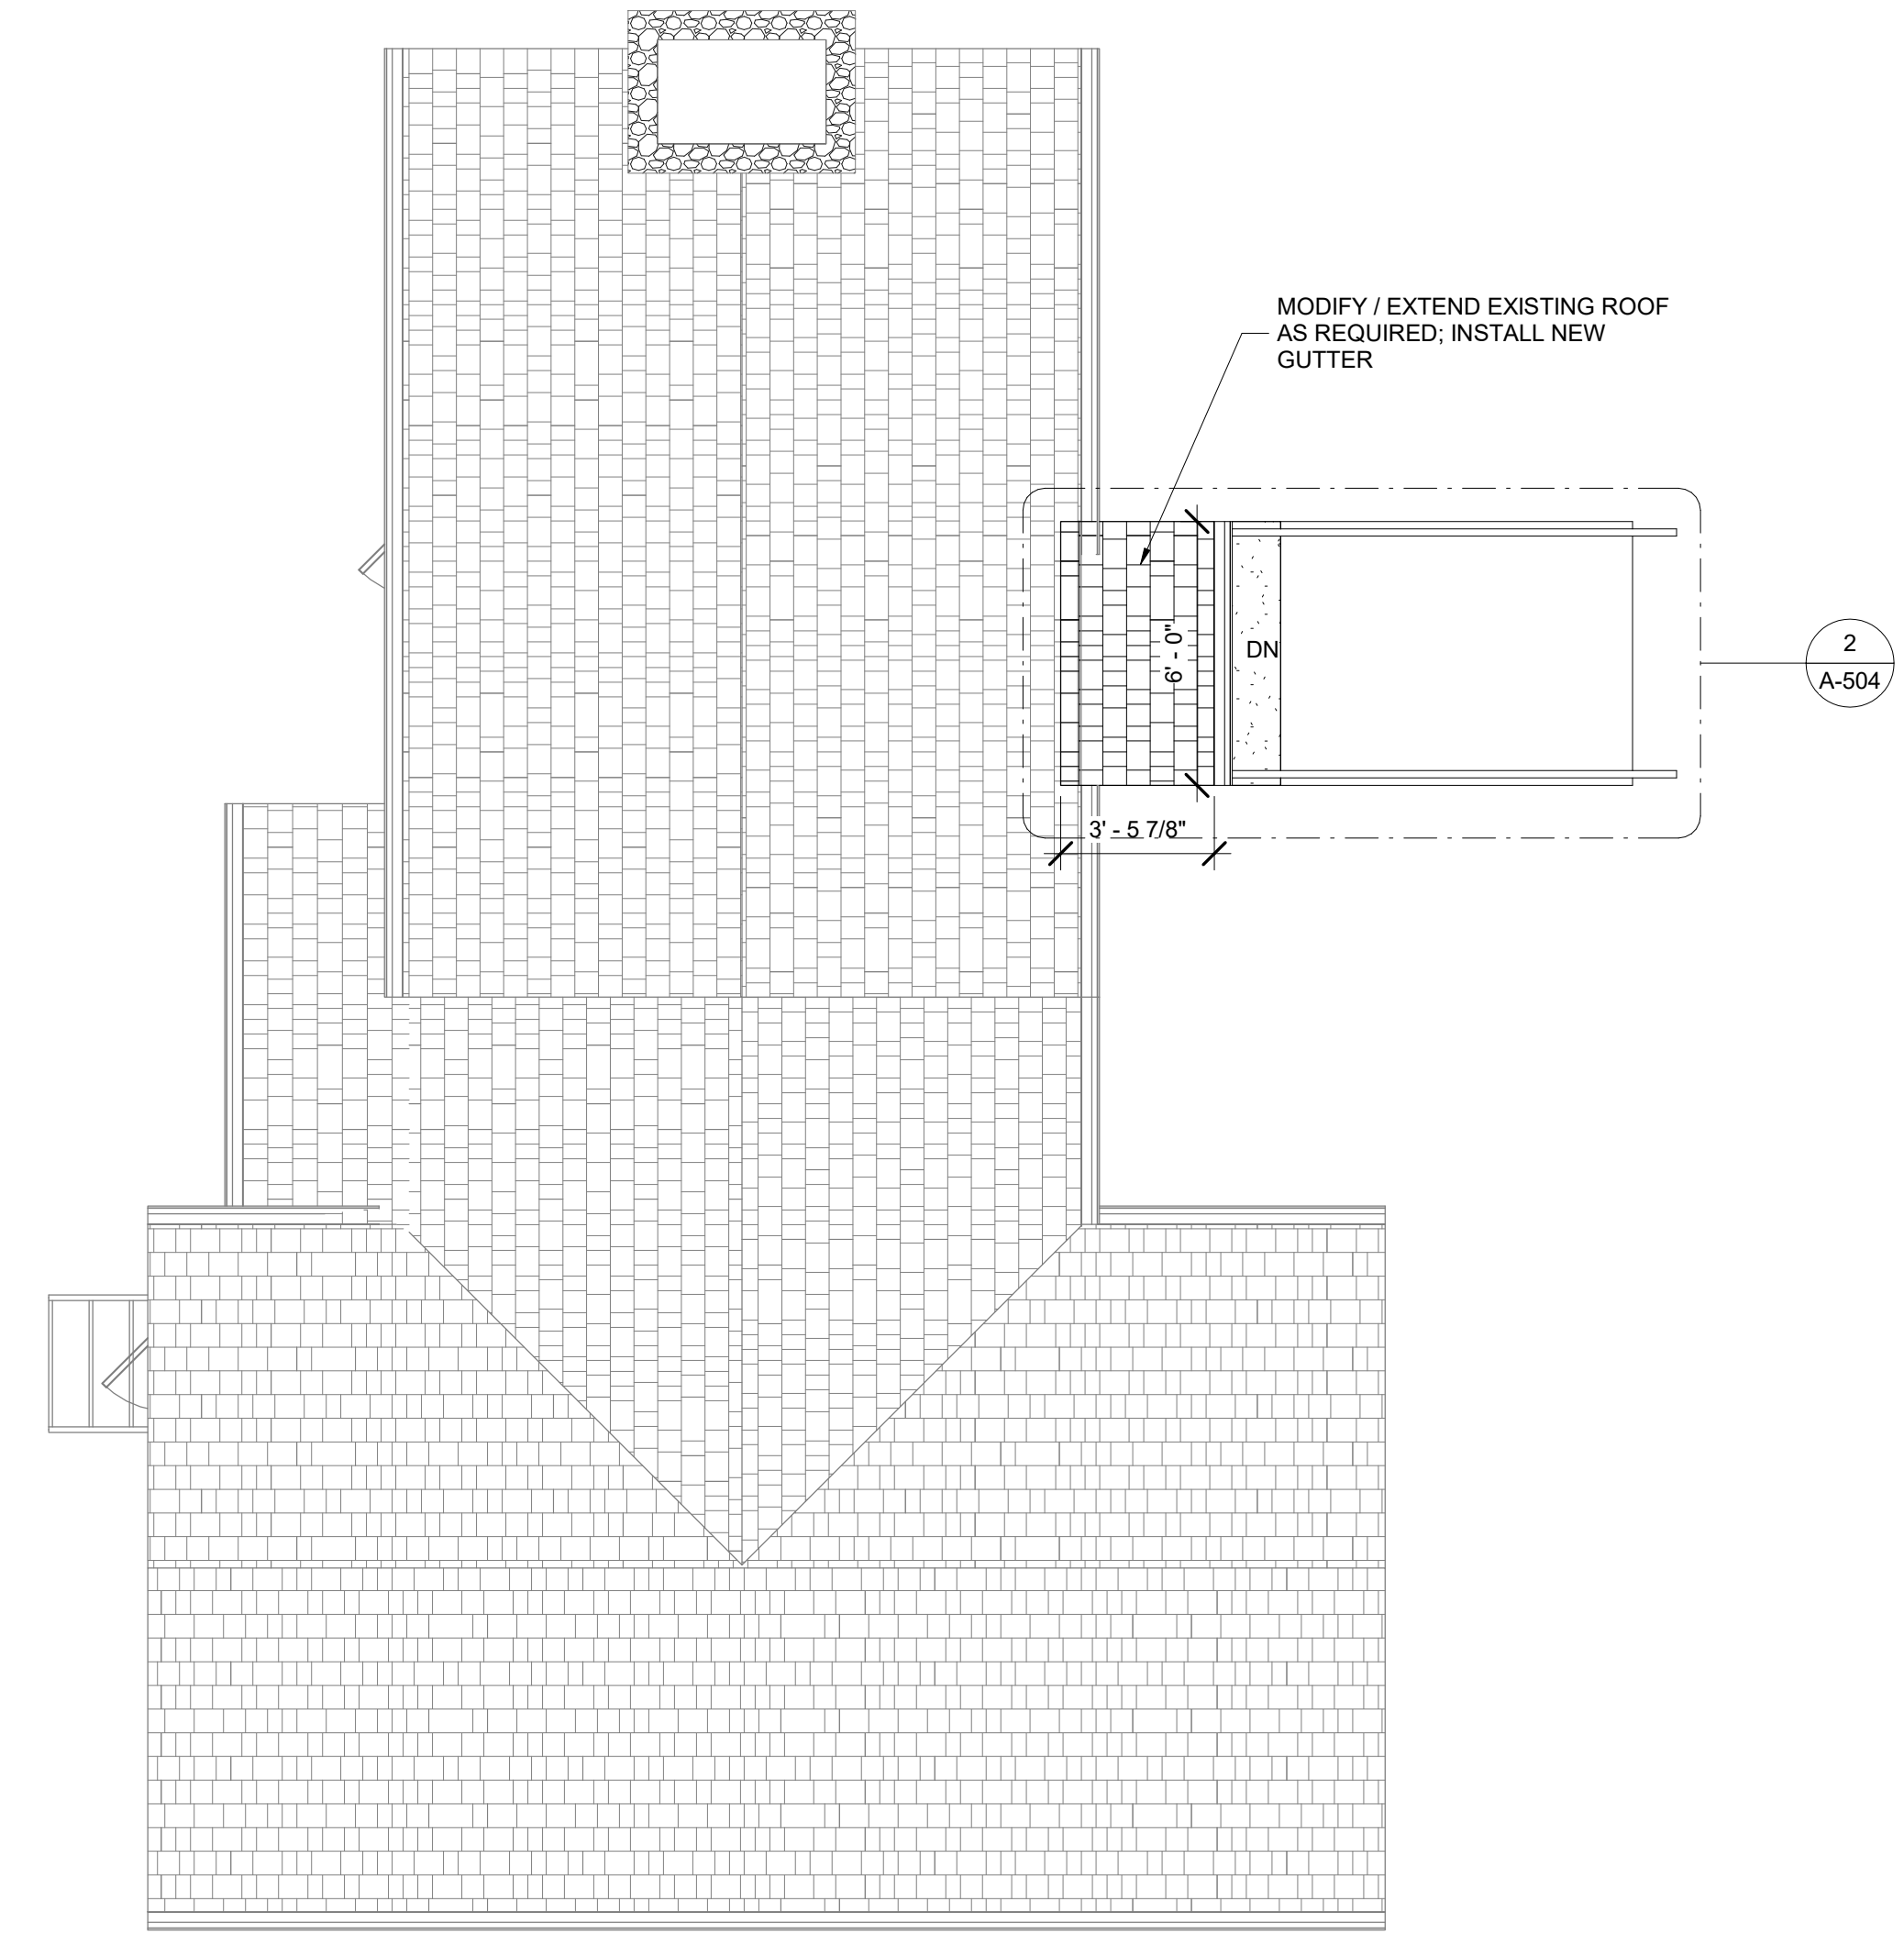 MODIFY / EXTEND EXISTING ROOF
AS REQUIRED; INSTALL NEW
GUTTER
6' - 0"
DN
2
A-504
3' - 5 7/8"